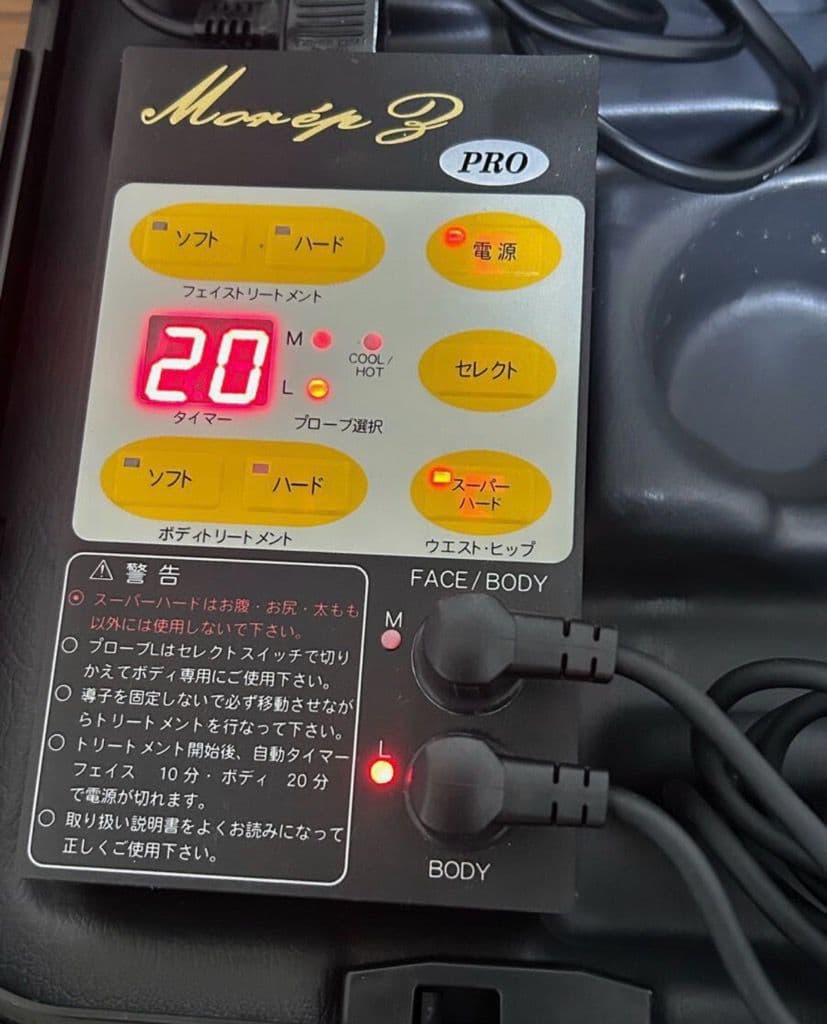 Morép Z
PRO
ソフト
ハード
フェイストリートメント
電源
20
タイマー
M
L
COOL/
HOT
プローブ選択
セレクト
ソフト
ハード
ボディトリートメント
スーパー
ハード
ウエスト・ヒップ
警告
スーパーハードはお腹・お尻・太もも
以外には使用しないで下さい。
プローブLはセレクトスイッチで切り
かえてボディ専用にご使用下さい。
導子を固定しないで必ず移動させなが
らトリートメントを行なって下さい。
トリートメント開始後、自動タイマー
フェイス 10分・ボディ 20分
で電源が切れます。
取り扱い説明書をよくお読みになって
正しくご使用下さい。
FACE/BODY
M
L
BODY